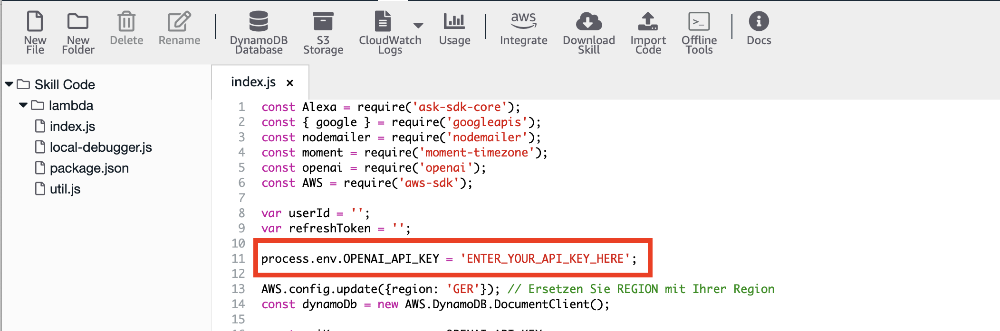 New File
New Folder
Delete
Rename
DynamoDB Database
S3 Storage
CloudWatch Logs
Usage
aws Integrate
Download Skill
Import Code
Offline Tools
Docs
Skill Code
lambda
index.js
local-debugger.js
package.json
util.js
index.js ×
1 const Alexa = require('ask-sdk-core');
2 const { google } = require('googleapis');
3 const nodemailer = require('nodemailer');
4 const moment = require('moment-timezone');
5 const openai = require('openai');
6 const AWS = require('aws-sdk');
7
8 var userId = '';
9 var refreshToken = '';
10
11 process.env.OPENAI_API_KEY = 'ENTER_YOUR_API_KEY_HERE';
12
13 AWS.config.update({region: 'GER'}); // Ersetzen Sie REGION mit Ihrer Region
14 const dynamoDb = new AWS.DynamoDB.DocumentClient();
15